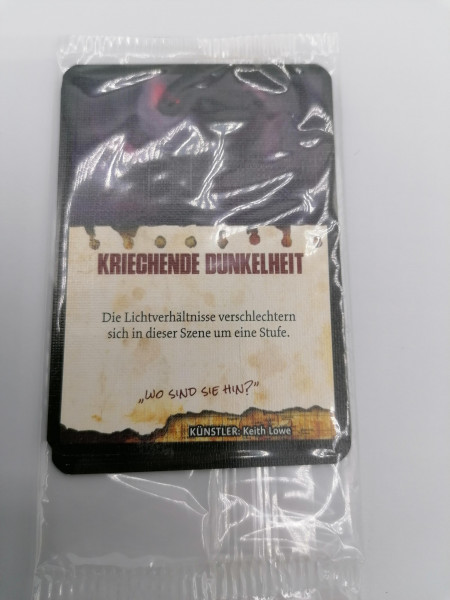 KRIECHENDE DUNKELHEIT
Die Lichtverhältnisse verschlechtern
sich in dieser Szene um eine Stufe.
„WO SIND SIE HIN?“
KÜNSTLER: Keith Lowe